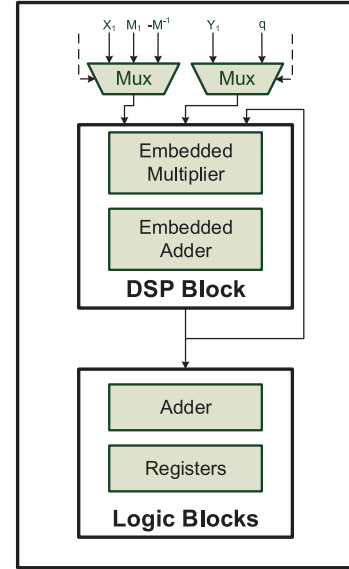 X₁ M₁ -M⁻¹ Y₁ q
Mux Mux
Embedded
Multiplier
Embedded
Adder
DSP Block
Adder
Registers
Logic Blocks